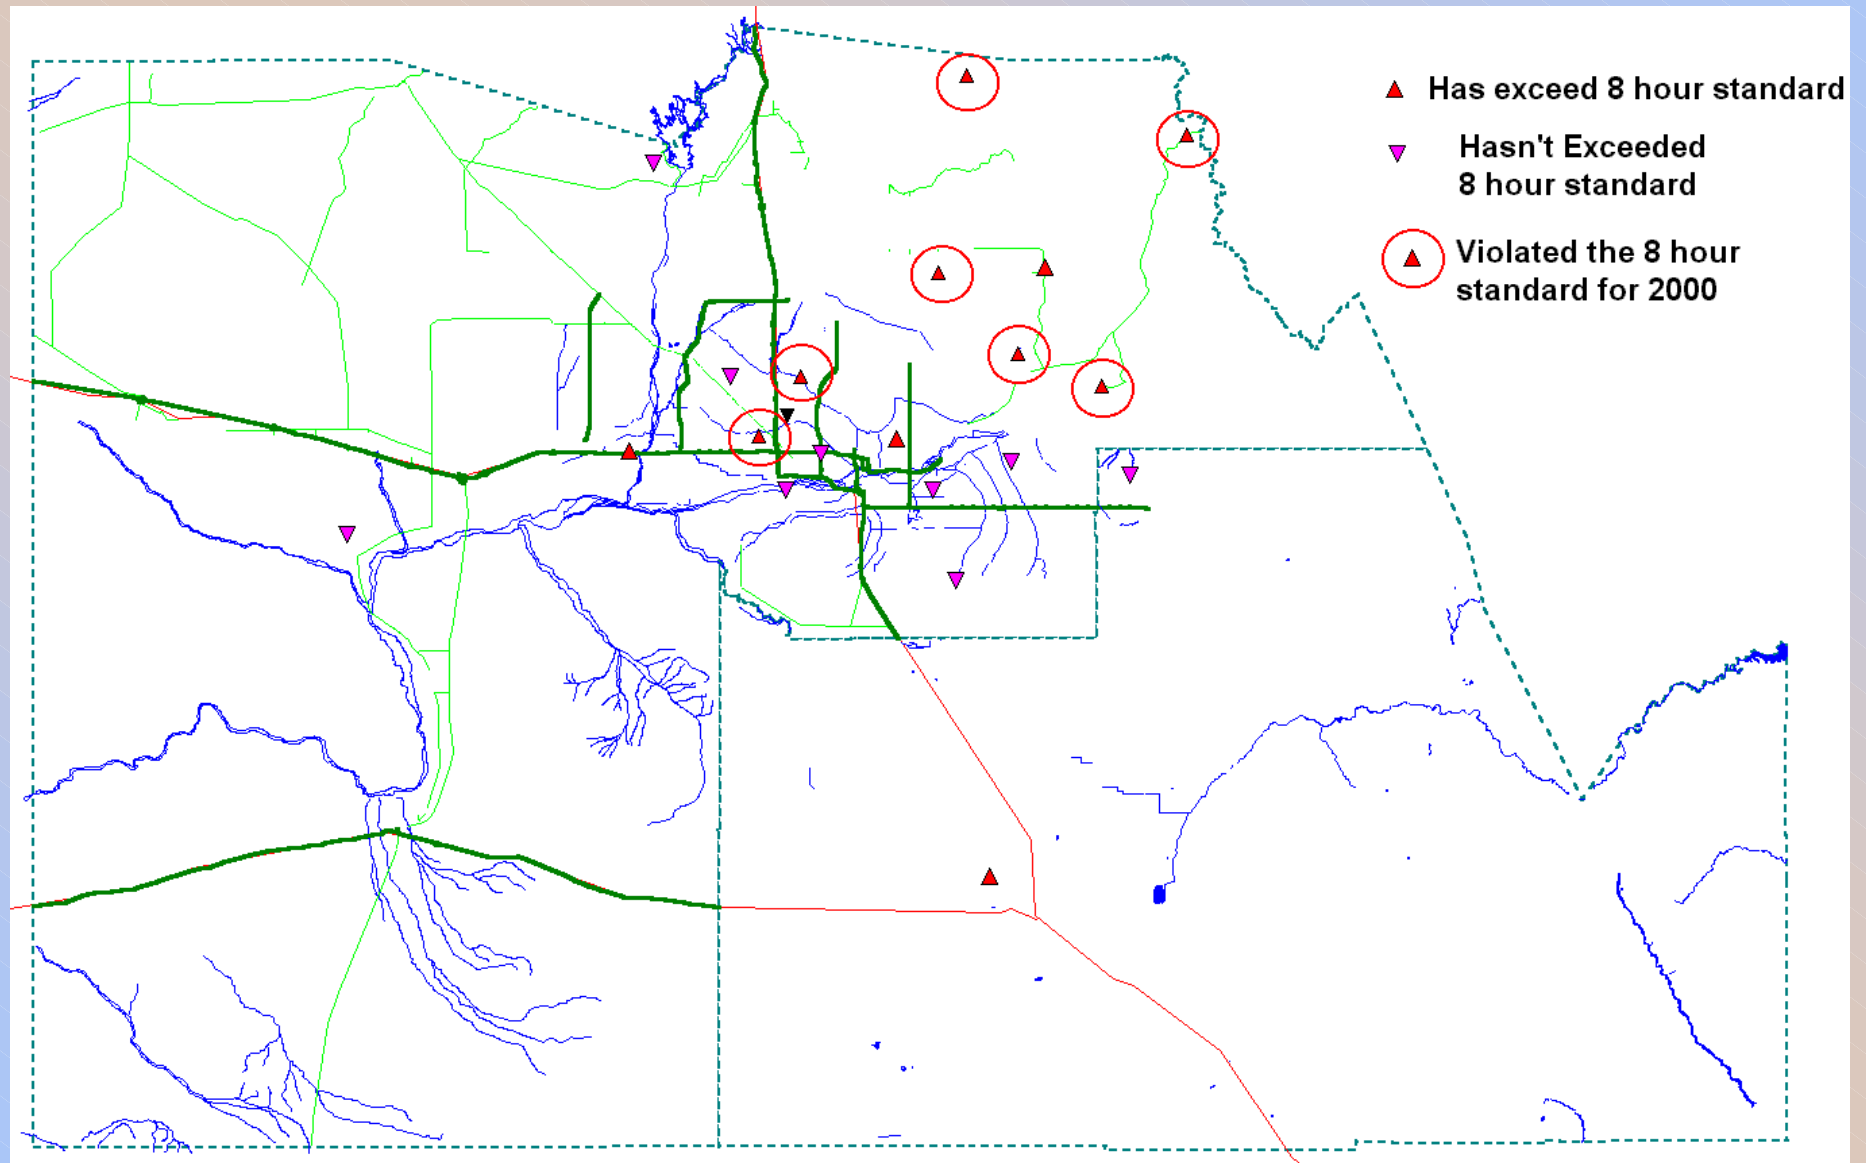 Has exceed 8 hour standard
Hasn't Exceeded
8 hour standard
Violated the 8 hour
standard for 2000